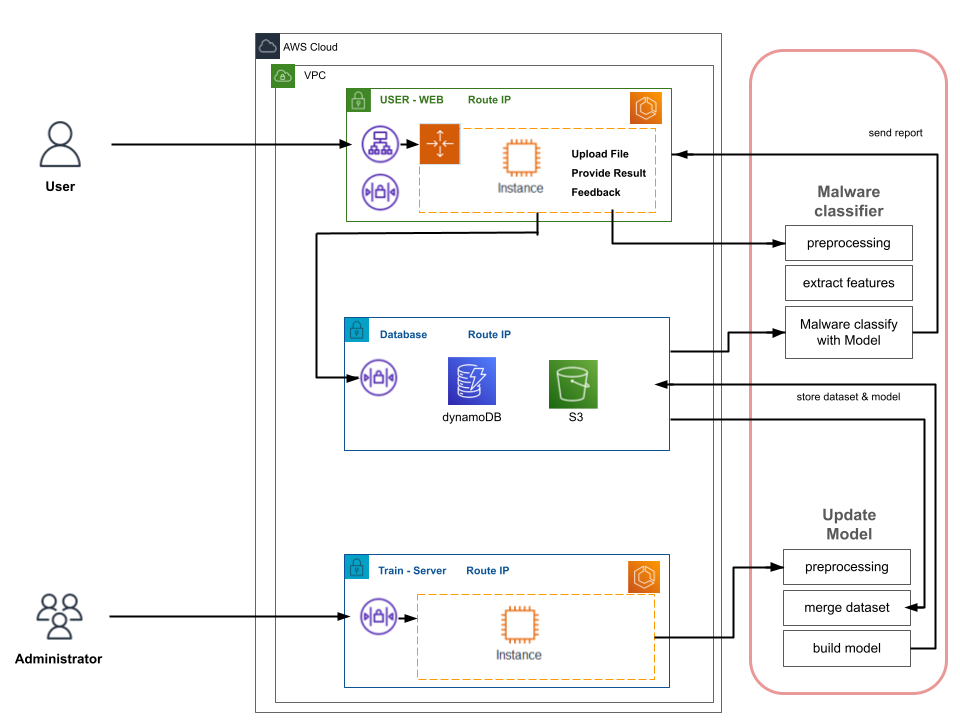 AWS Cloud
VPC
USER - WEB
Route IP
User
Upload File
Provide Result
Feedback
Instance
send report
Malware
classifier
preprocessing
extract features
Malware classify
with Model
Database
Route IP
dynamoDB
S3
store dataset & model
Update
Model
preprocessing
merge dataset
build model
Train - Server
Route IP
Instance
Administrator